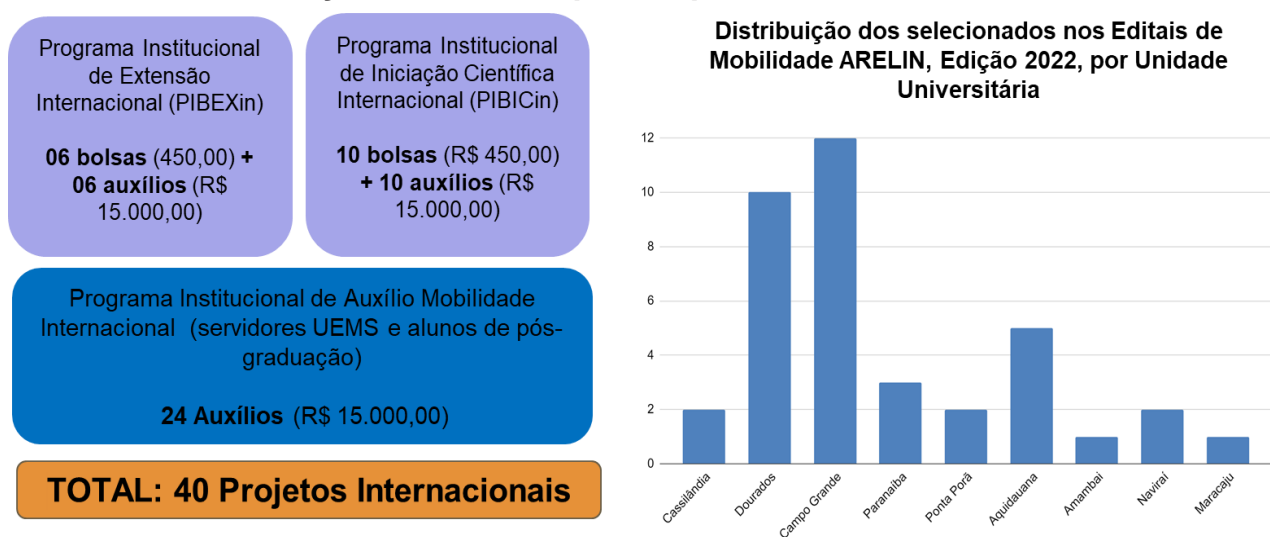 Programa Institucional
de Extensão
Internacional (PIBEXin)
06 bolsas (450,00) +
06 auxílios (R$
15.000,00)
Programa Institucional
de Iniciação Científica
Internacional (PIBICin)
10 bolsas (R$ 450,00)
+ 10 auxílios (R$
15.000,00)
Programa Institucional de Auxílio Mobilidade
Internacional (servidores UEMS e alunos de pós-
graduação)
24 Auxílios (R$ 15.000,00)
TOTAL: 40 Projetos Internacionais
Distribuição dos selecionados nos Editais de
Mobilidade ARELIN, Edição 2022, por Unidade
Universitária
12
10
8
6
4
2
0
Cassilândia
Dourados
Campo Grande
Paranaíba
Ponta Porã
Aquidauana
Amambai
Naviraí
Maracaju